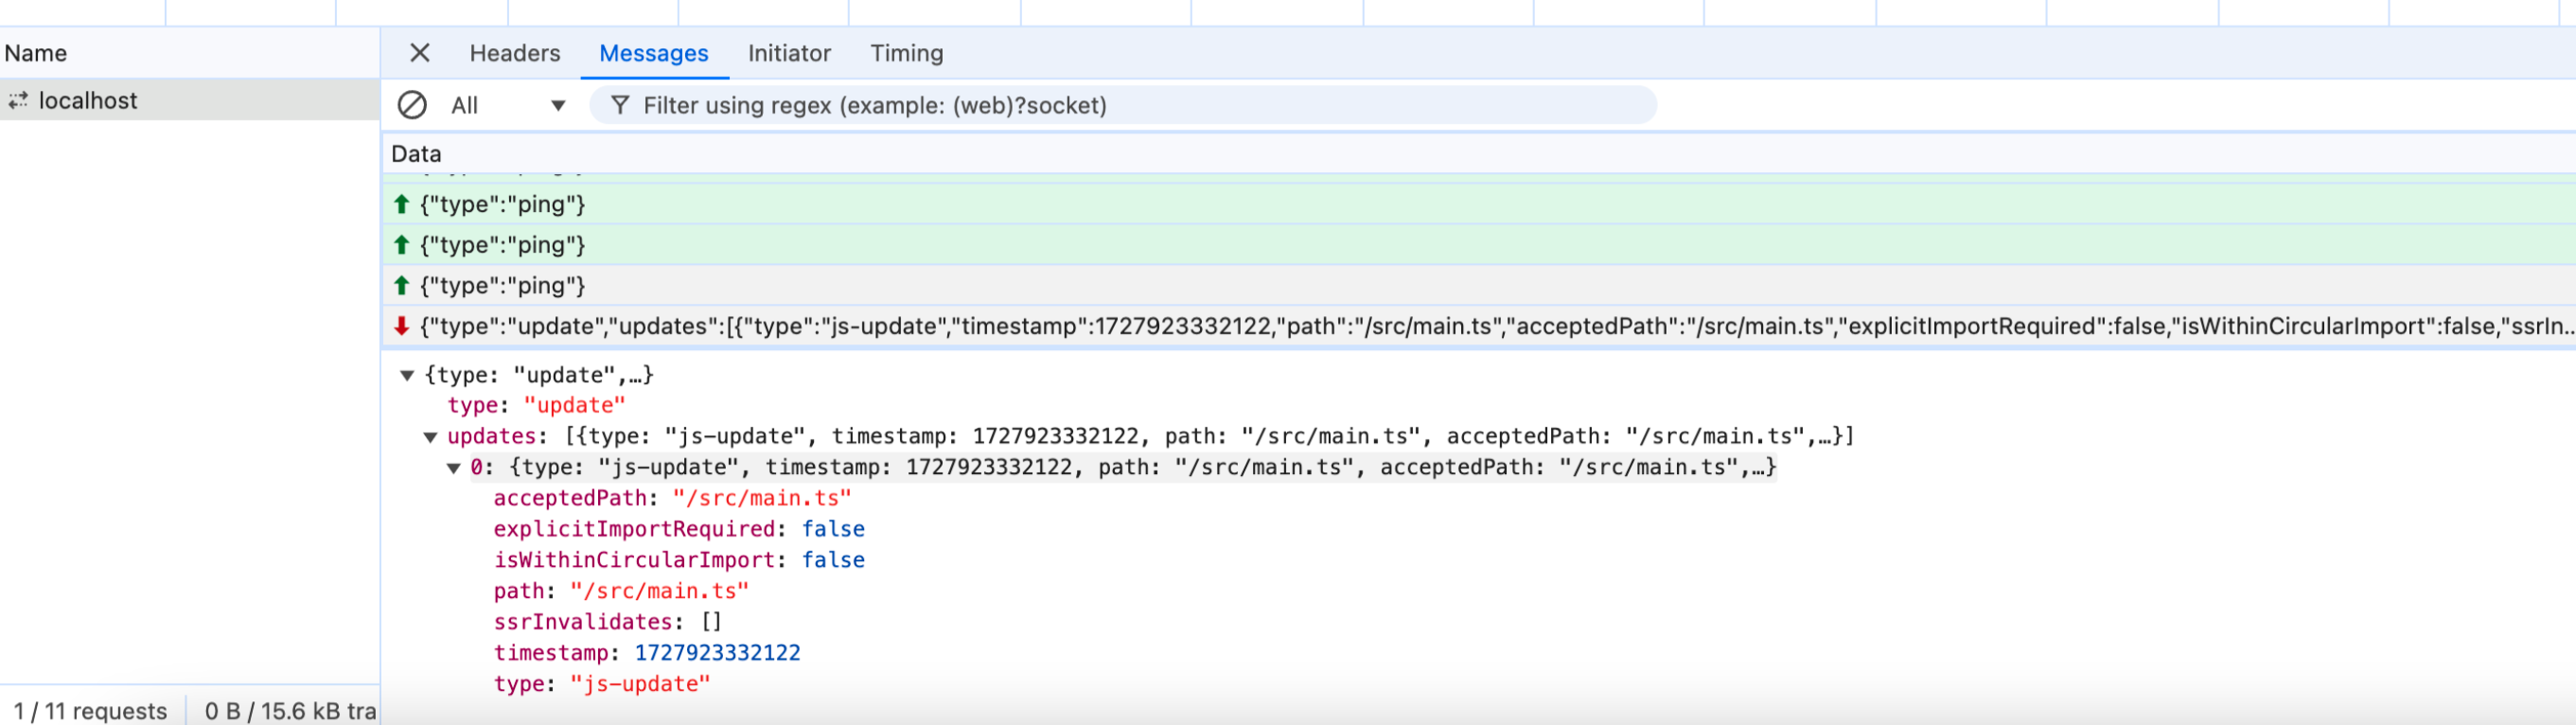 Name
Headers Messages Initiator Timing
localhost
All Filter using regex (example: (web)?socket)
Data
{"type":"ping"}
{"type":"ping"}
{"type":"ping"}
{"type":"update","updates":[{"type":"js-update","timestamp":1727923332122,"path":"/src/main.ts","acceptedPath":"/src/main.ts","explicitImportRequired":false,"isWithinCircularImport":false,"ssrIn…
{type: "update",…}
type: "update"
updates: [{type: "js-update", timestamp: 1727923332122, path: "/src/main.ts", acceptedPath: "/src/main.ts",…}]
0: {type: "js-update", timestamp: 1727923332122, path: "/src/main.ts", acceptedPath: "/src/main.ts",…}
acceptedPath: "/src/main.ts"
explicitImportRequired: false
isWithinCircularImport: false
path: "/src/main.ts"
ssrInvalidates: []
timestamp: 1727923332122
type: "js-update"
1 / 11 requests 0 B / 15.6 kB tra